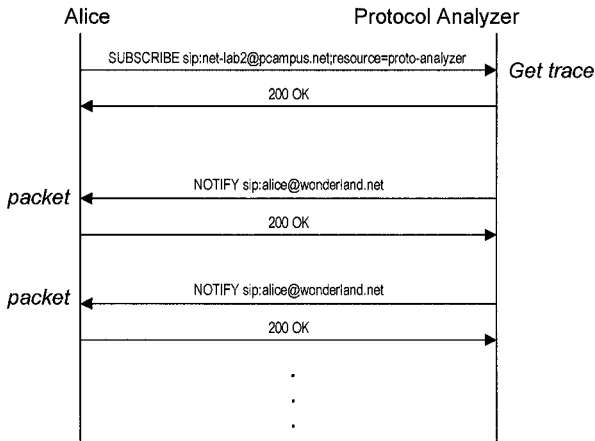 Alice
Protocol Analyzer
SUBSCRIBE sip:net-lab2@pcampus.net;resource=proto-analyzer
Get trace
200 OK
NOTIFY sip:alice@wonderland.net
packet
200 OK
NOTIFY sip:alice@wonderland.net
packet
200 OK
.
.
.